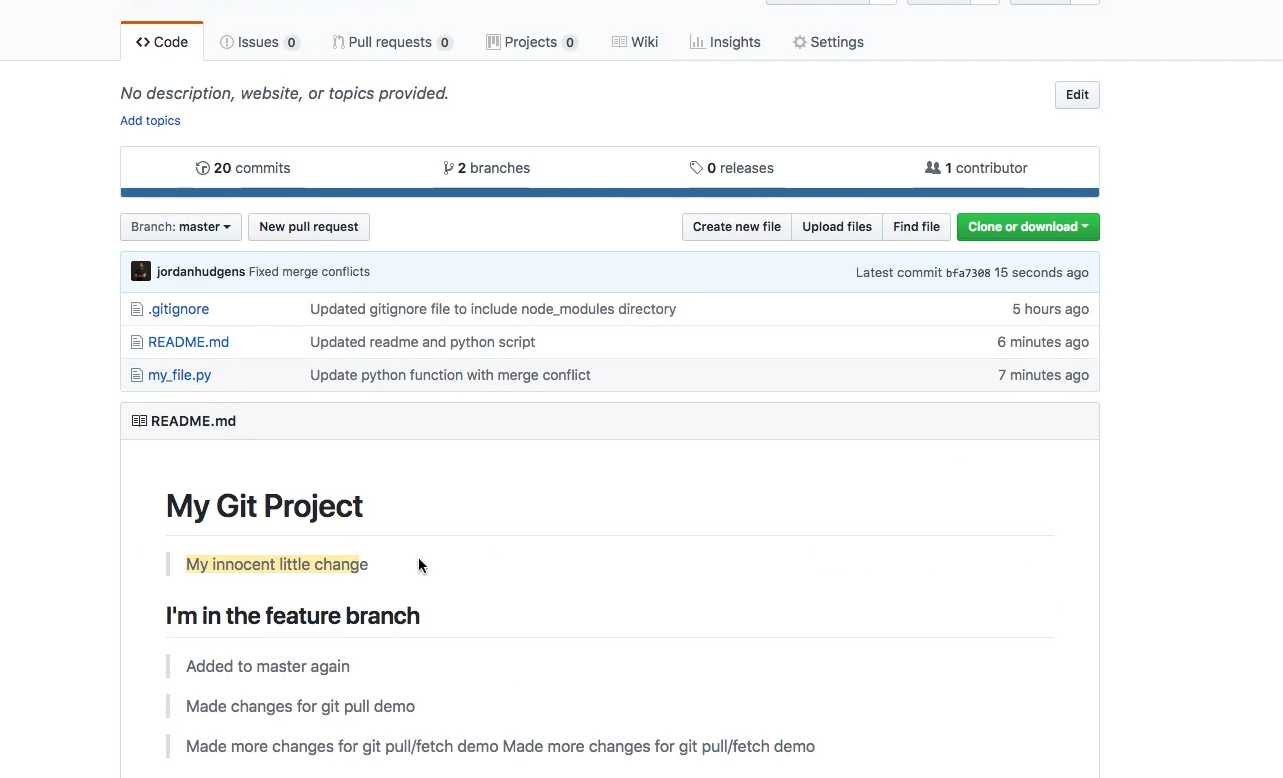 Code Issues 0 Pull requests 0 Projects 0 Wiki Insights Settings
No description, website, or topics provided. Edit
Add topics
20 commits 2 branches 0 releases 1 contributor
Branch: master New pull request Create new file Upload files Find file Clone or download
jordanhudgens Fixed merge conflicts Latest commit bfa7308 15 seconds ago
.gitignore Updated gitignore file to include node_modules directory 5 hours ago
README.md Updated readme and python script 6 minutes ago
my_file.py Update python function with merge conflict 7 minutes ago
README.md
My Git Project
My innocent little change
I'm in the feature branch
Added to master again
Made changes for git pull demo
Made more changes for git pull/fetch demo Made more changes for git pull/fetch demo